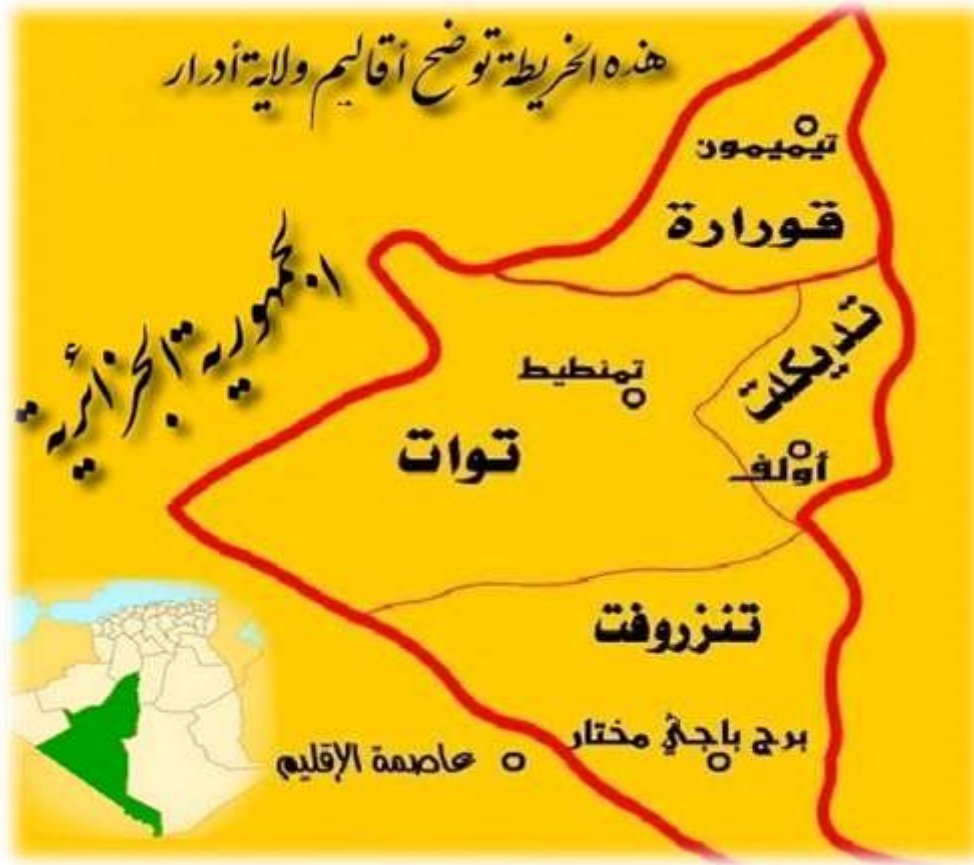 هذه الخريطة توضح أقاليم ولاية أدرار
الجمهورية الجزائرية
تيميمون
قورارة
تديكلت
تمنطيط
توات
أولف
تنزروفت
برج باجي مختار
عاصمة الإقليم